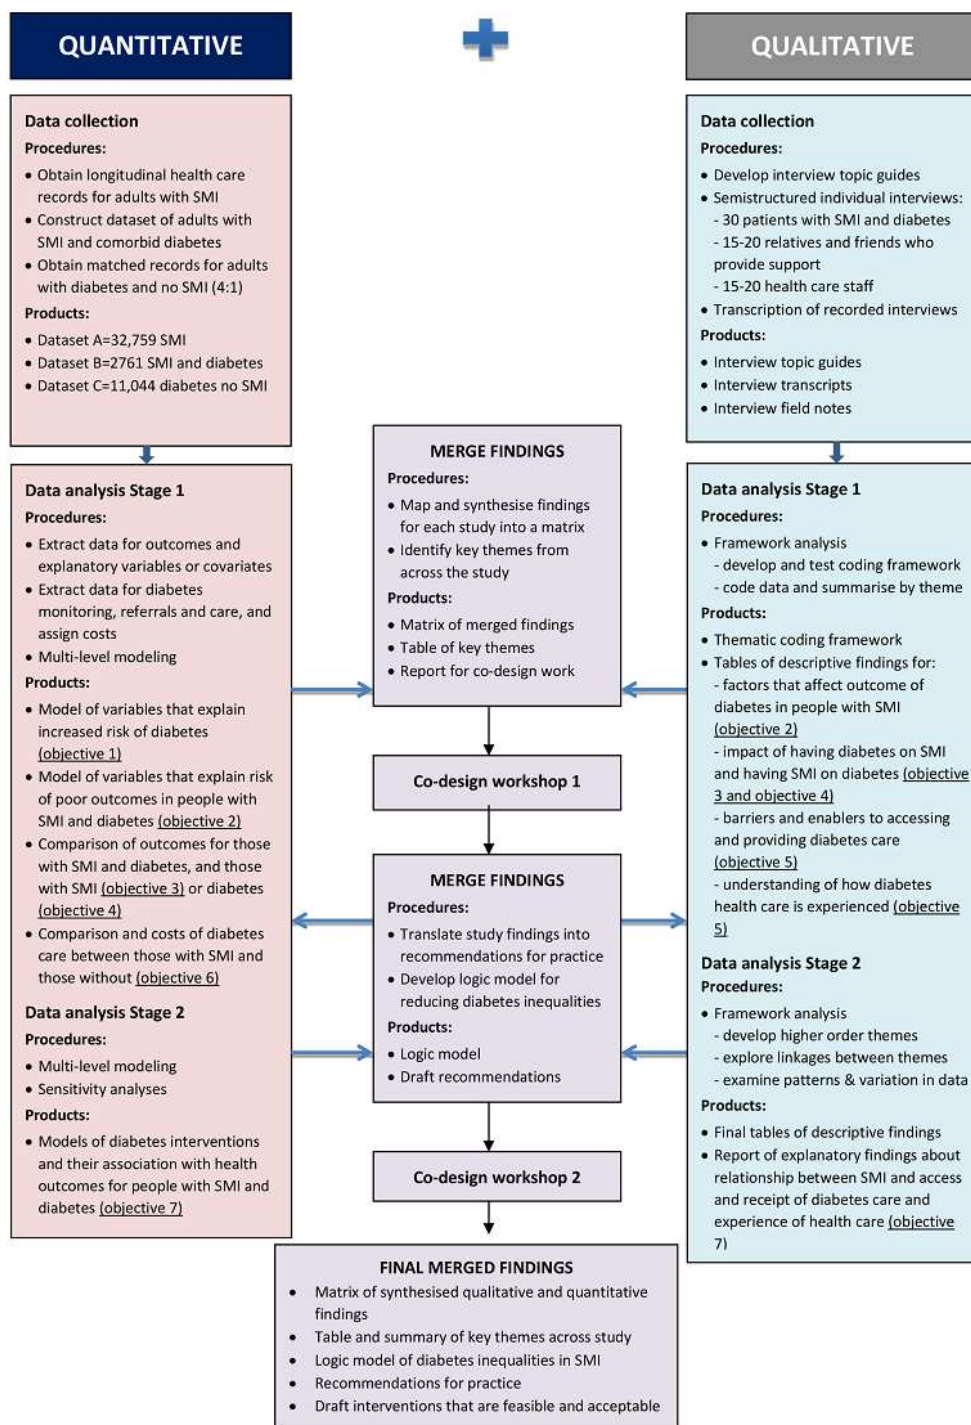 QUANTITATIVE
QUALITATIVE
Data collection
Procedures:
• Obtain longitudinal health care
records for adults with SMI
• Construct dataset of adults with
SMI and comorbid diabetes
• Obtain matched records for adults
with diabetes and no SMI (4:1)
Products:
• Dataset A=32,759 SMI
• Dataset B=2761 SMI and diabetes
• Dataset C=11,044 diabetes no SMI
Data analysis Stage 1
Procedures:
• Extract data for outcomes and
explanatory variables or covariates
• Extract data for diabetes
monitoring, referrals and care, and
assign costs
• Multi-level modeling
Products:
• Model of variables that explain
increased risk of diabetes
(objective 1)
• Model of variables that explain risk
of poor outcomes in people with
SMI and diabetes (objective 2)
• Comparison of outcomes for those
with SMI and diabetes, and those
with SMI (objective 3) or diabetes
(objective 4)
• Comparison and costs of diabetes
care between those with SMI and
those without (objective 6)
Data analysis Stage 2
Procedures:
• Multi-level modeling
• Sensitivity analyses
Products:
• Models of diabetes interventions
and their association with health
outcomes for people with SMI and
diabetes (objective 7)
MERGE FINDINGS
Procedures:
• Map and synthesise findings
for each study into a matrix
• Identify key themes from
across the study
Products:
• Matrix of merged findings
• Table of key themes
• Report for co-design work
Co-design workshop 1
MERGE FINDINGS
Procedures:
• Translate study findings into
recommendations for practice
• Develop logic model for
reducing diabetes inequalities
Products:
• Logic model
• Draft recommendations
Co-design workshop 2
FINAL MERGED FINDINGS
• Matrix of synthesised qualitative and quantitative
findings
• Table and summary of key themes across study
• Logic model of diabetes inequalities in SMI
• Recommendations for practice
• Draft interventions that are feasible and acceptable
Data collection
Procedures:
• Develop interview topic guides
• Semistructured individual interviews:
- 30 patients with SMI and diabetes
- 15-20 relatives and friends who
provide support
- 15-20 health care staff
• Transcription of recorded interviews
Products:
• Interview topic guides
• Interview transcripts
• Interview field notes
Data analysis Stage 1
Procedures:
• Framework analysis
- develop and test coding framework
- code data and summarise by theme
Products:
• Thematic coding framework
• Tables of descriptive findings for:
- factors that affect outcome of
diabetes in people with SMI
(objective 2)
- impact of having diabetes on SMI
and having SMI on diabetes (objective
3 and objective 4)
- barriers and enablers to accessing
and providing diabetes care
(objective 5)
- understanding of how diabetes
health care is experienced (objective
5)
Data analysis Stage 2
Procedures:
• Framework analysis
- develop higher order themes
- explore linkages between themes
- examine patterns & variation in data
Products:
• Final tables of descriptive findings
• Report of explanatory findings about
relationship between SMI and access
and receipt of diabetes care and
experience of health care (objective
7)